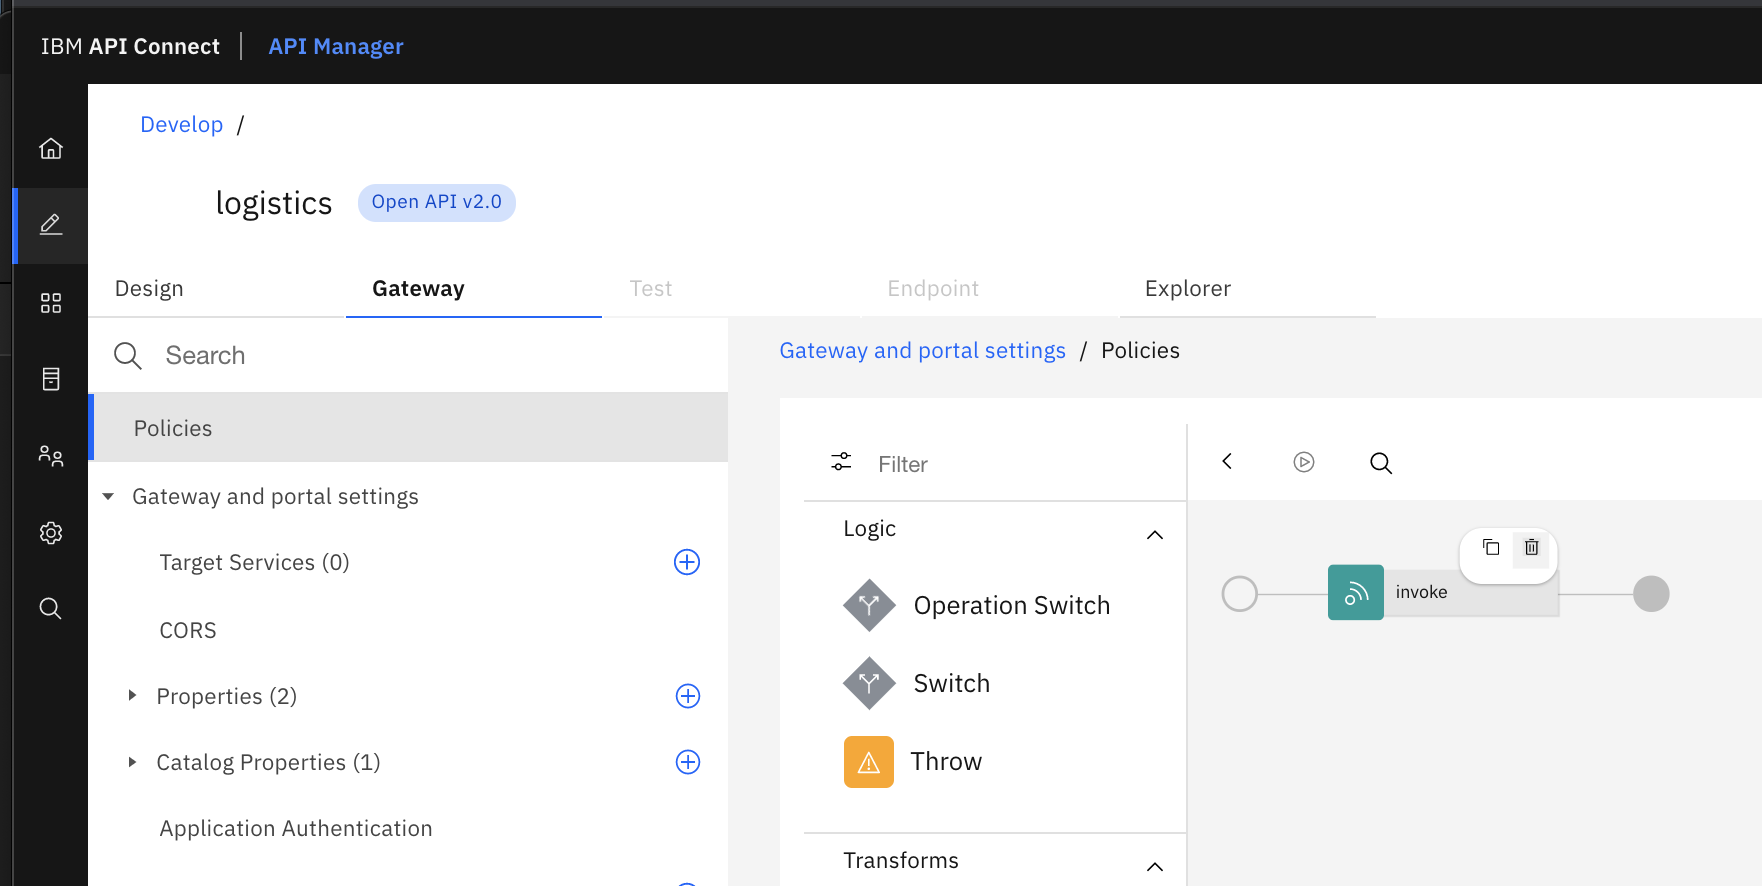 IBM API Connect | API Manager
Develop /
logistics Open API v2.0
Design Gateway Test Endpoint Explorer
Search
Policies
Gateway and portal settings
Target Services (0)
CORS
Properties (2)
Catalog Properties (1)
Application Authentication
Gateway and portal settings / Policies
Filter
Logic
Operation Switch
Switch
Throw
Transforms
invoke